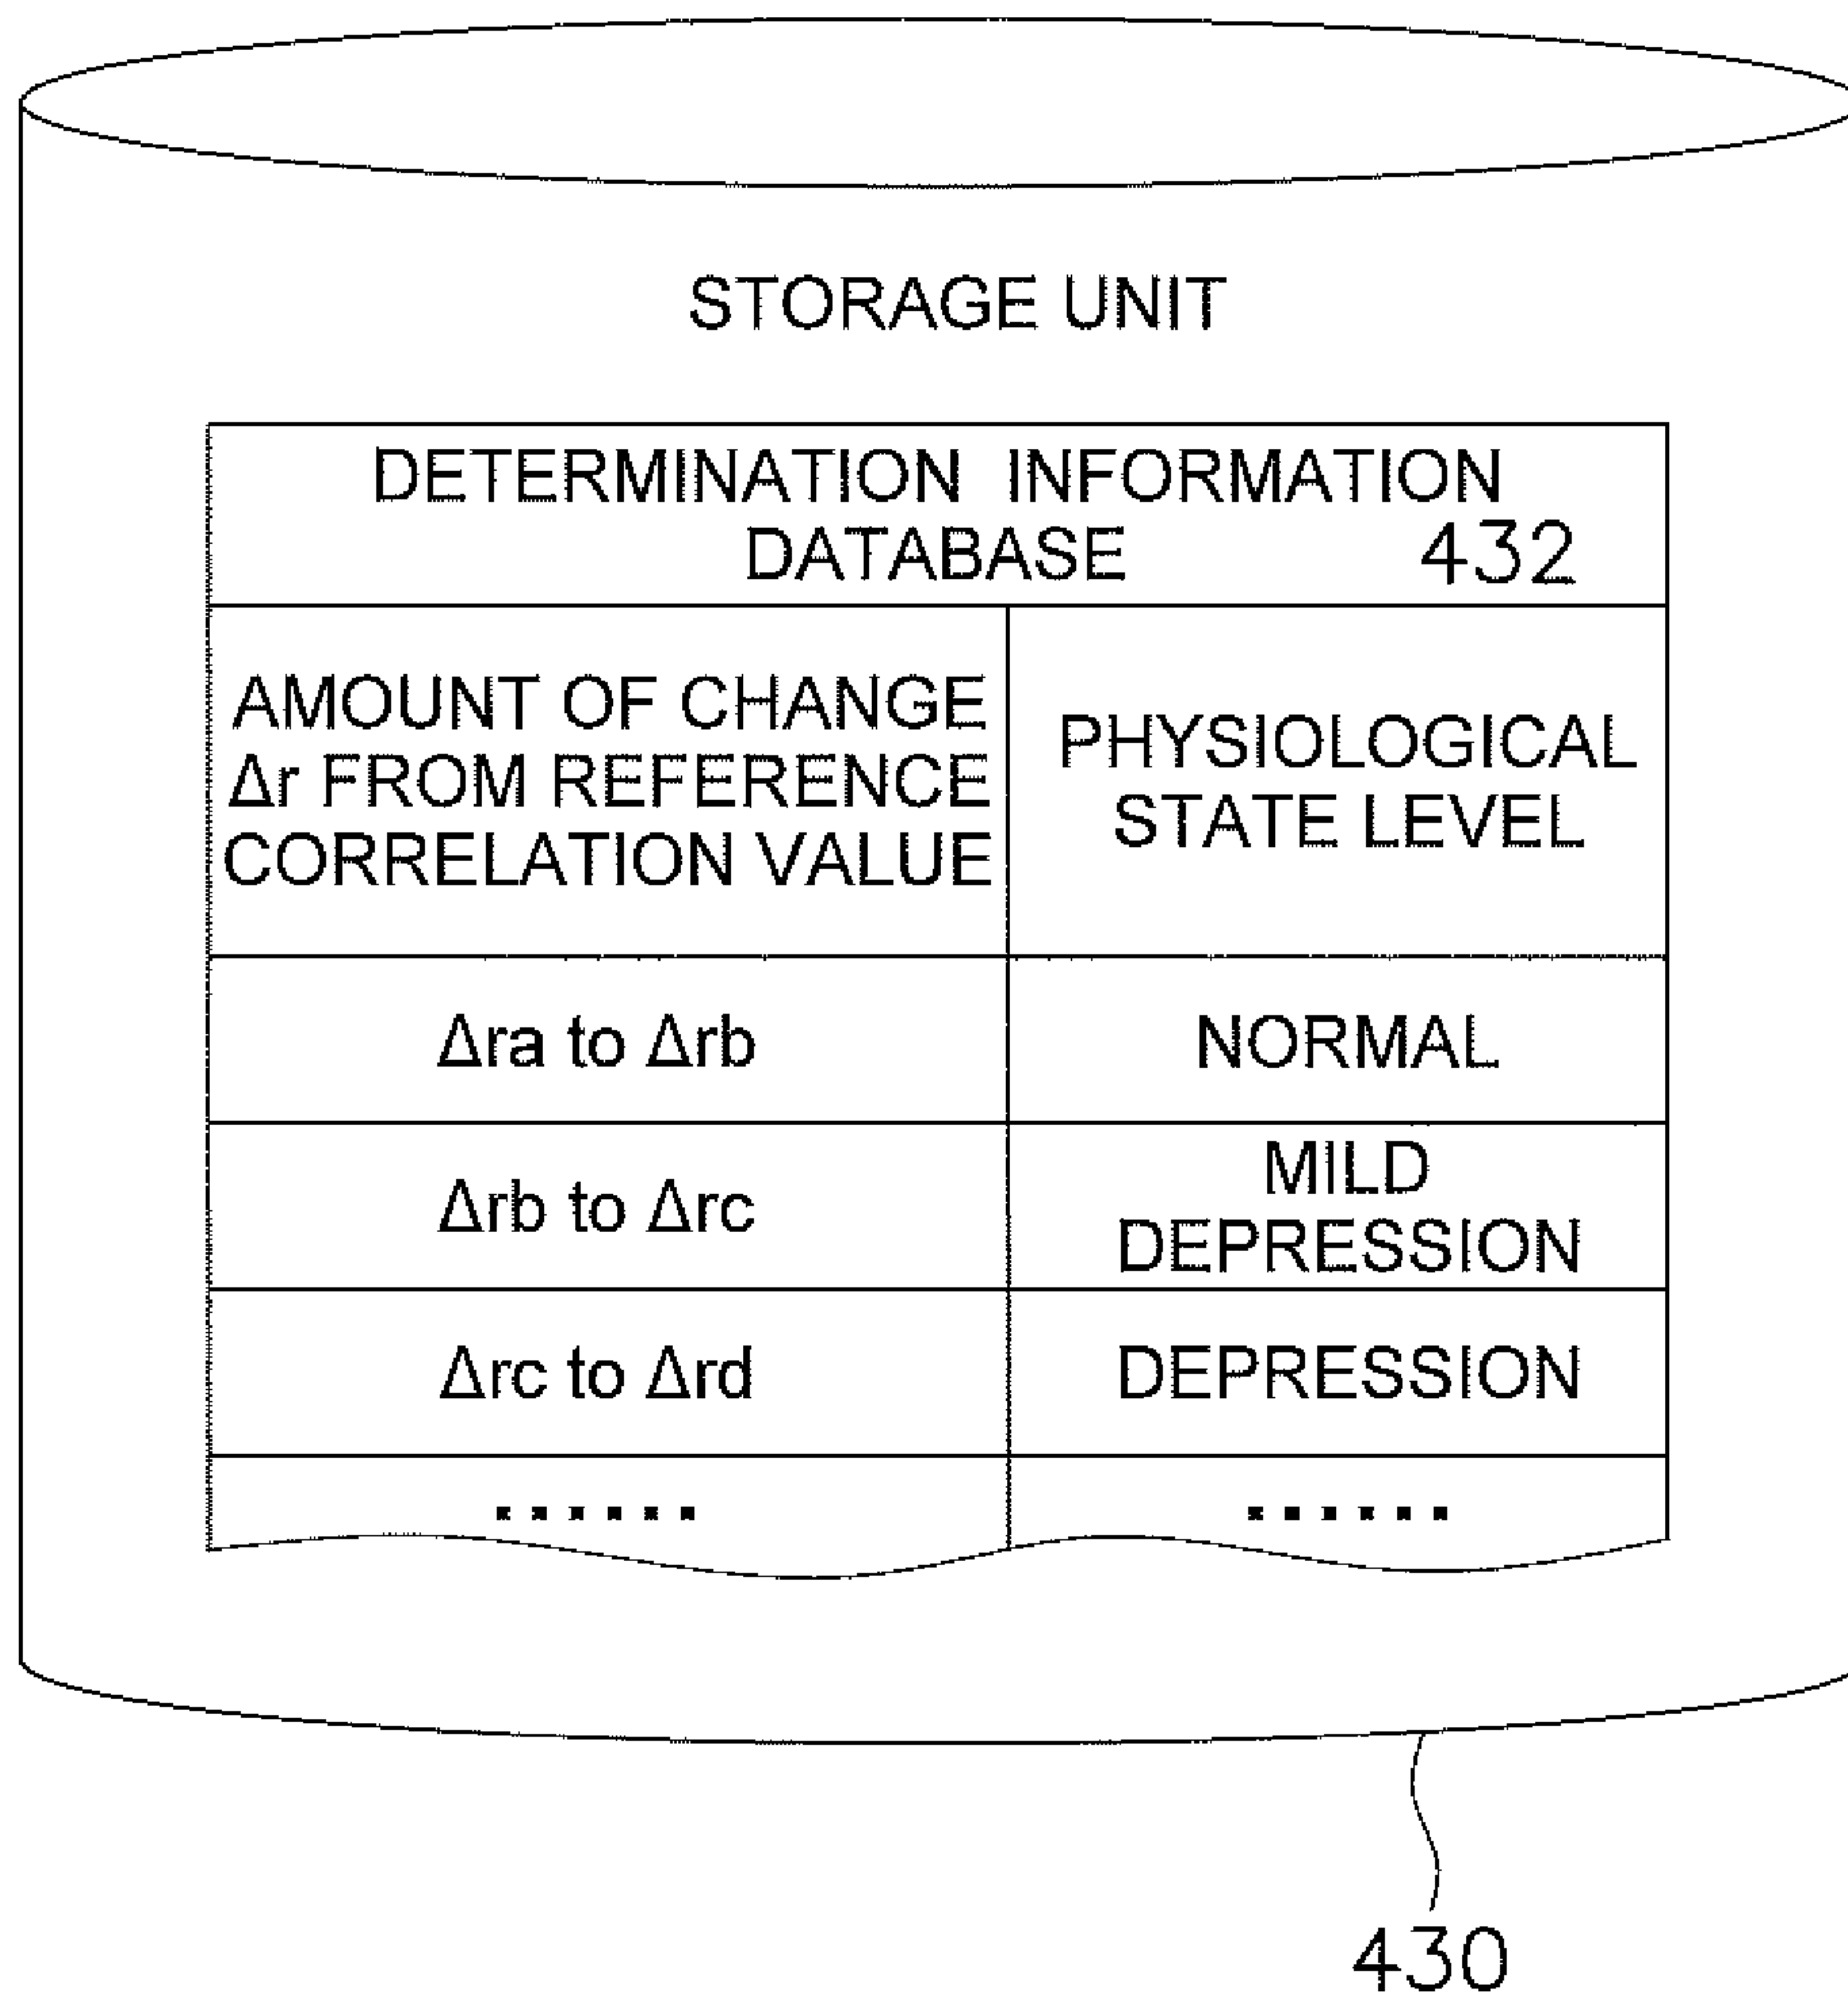 STORAGE UNIT
DETERMINATION INFORMATION
DATABASE 432
AMOUNT OF CHANGE
Δr FROM REFERENCE
CORRELATION VALUE
PHYSIOLOGICAL
STATE LEVEL
Δra to Δrb
NORMAL
Δrb to Δrc
MILD
DEPRESSION
Δrc to Δrd
DEPRESSION
......
......
430